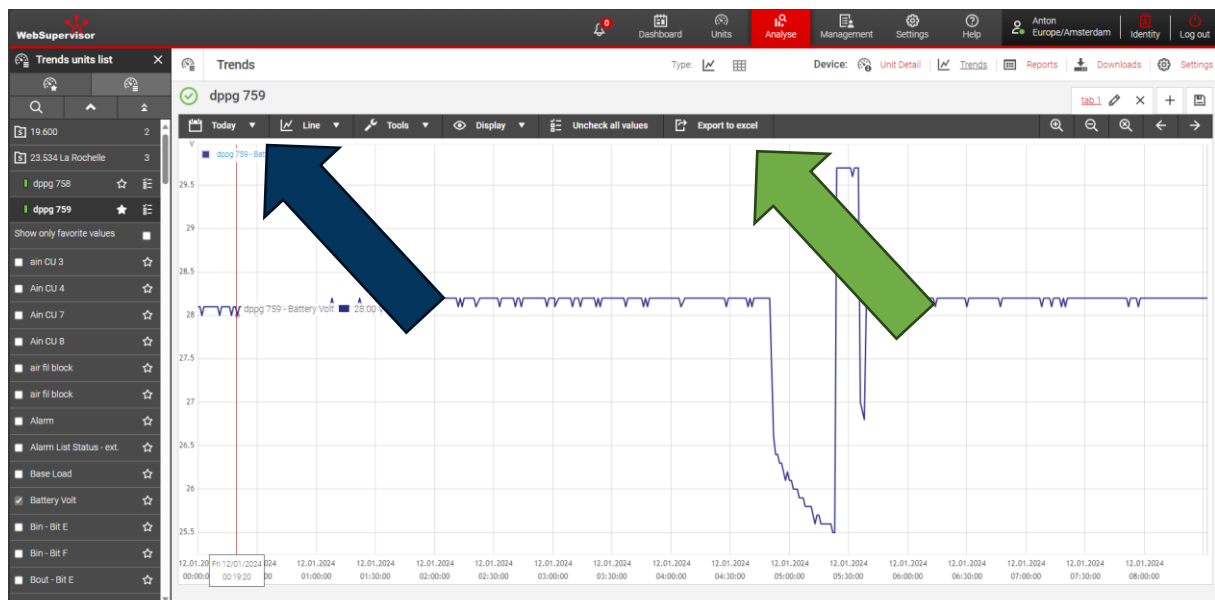 WebSupervisor
0
Dashboard
Units
Analyse
Management
Settings
Help
Anton
Europe/Amsterdam
Identity
Log out
Trends units list
19.600 2
23.534 La Rochelle 3
dppg 758
dppg 759
Show only favorite values
ain CU 3
Ain CU 4
Ain CU 7
Ain CU 8
air fil block
air fil block
Alarm
Alarm List Status - ext.
Base Load
Battery Volt
Bin - Bit E
Bin - Bit F
Bout - Bit E
Trends
Type:
Device: Unit Detail Trends Reports Downloads Settings
dppg 759
tab 1
Today Line Tools Display Uncheck all values Export to excel
V
dppg 759 -
29.5
29
28.5
28
27.5
27
26.5
26
25.5
dppg 759 - Battery Volt 28.00
Fri 12/01/2024
00:19:20
12.01.2024 12.01.2024 12.01.2024 12.01.2024 12.01.2024 12.01.2024 12.01.2024 12.01.2024 12.01.2024 12.01.2024 12.01.2024 12.01.2024 12.01.2024 12.01.2024 12.01.2024
01:00:00 01:30:00 02:00:00 02:30:00 03:00:00 03:30:00 04:00:00 04:30:00 05:00:00 05:30:00 06:00:00 06:30:00 07:00:00 07:30:00 08:00:00